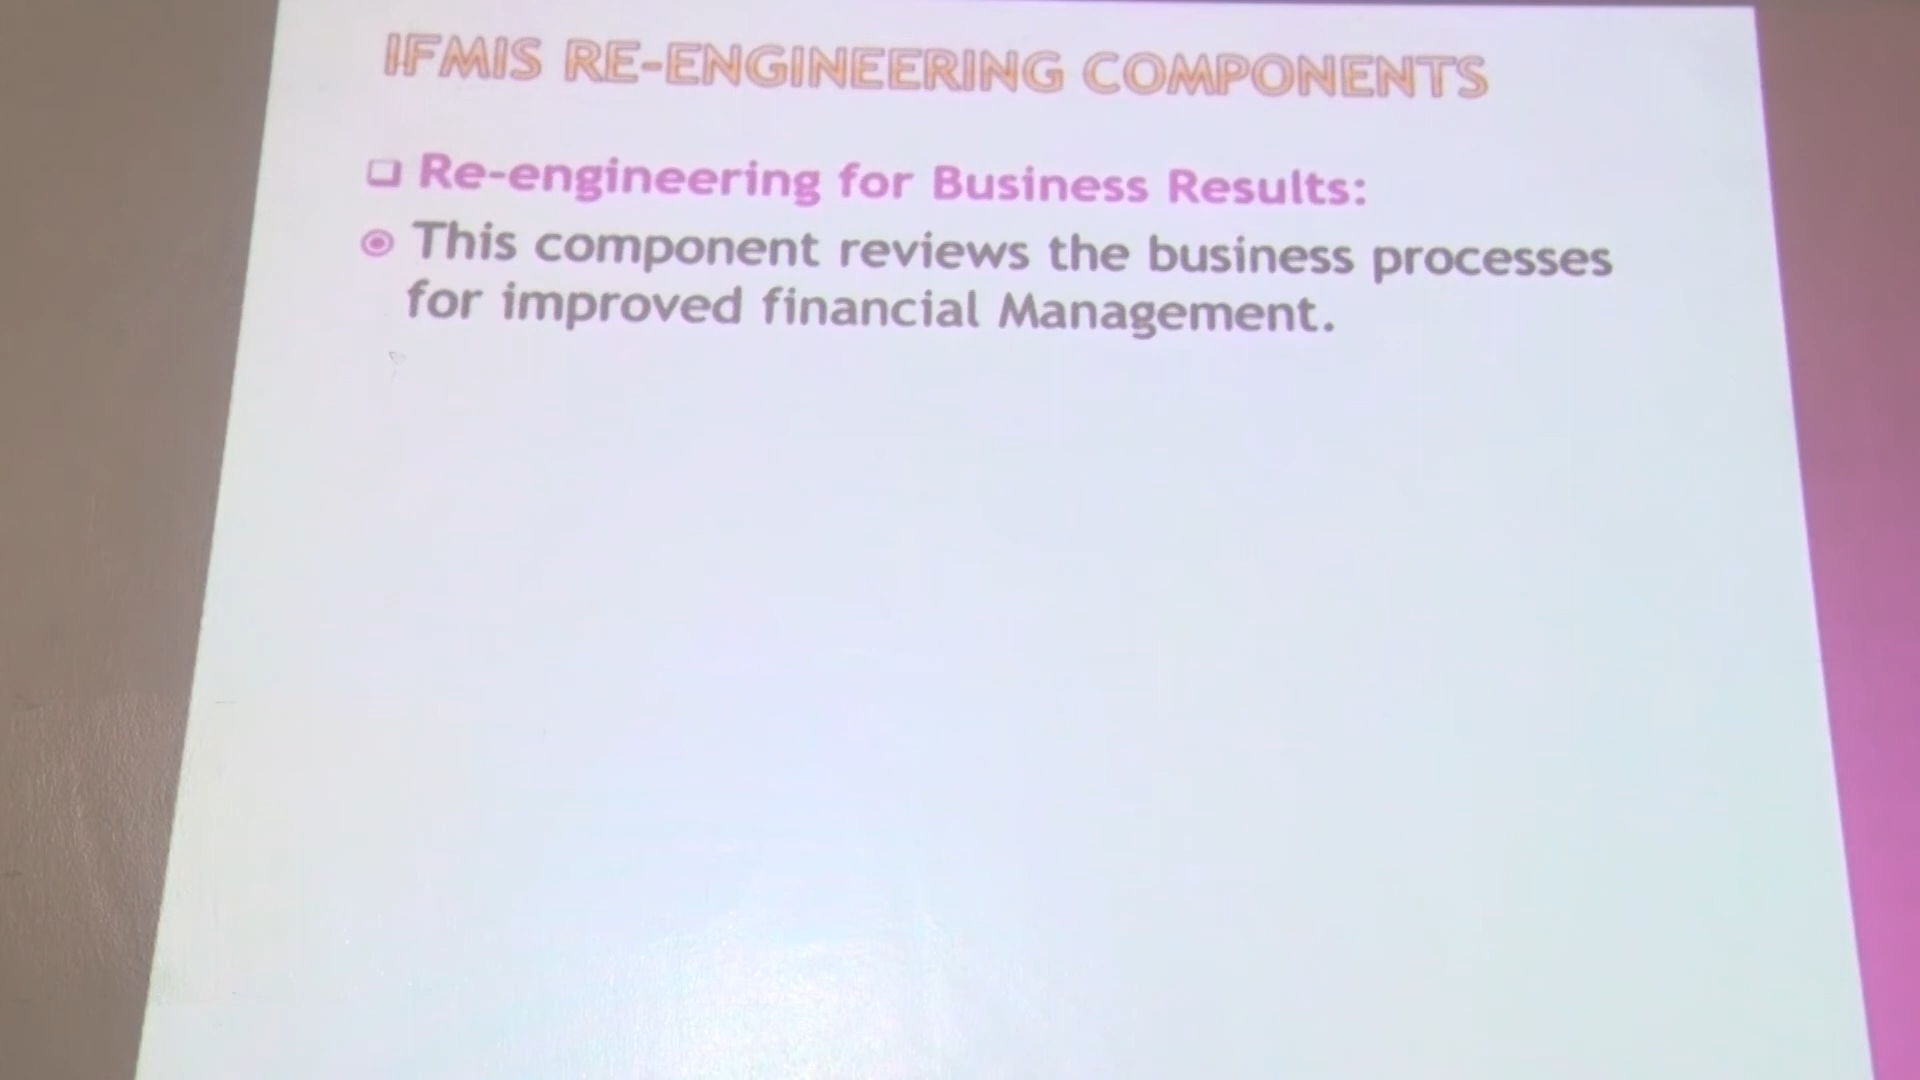 IFMIS RE-ENGINEERING COMPONENTS
Re-engineering for Business Results:
This component reviews the business processes
for improved financial Management.